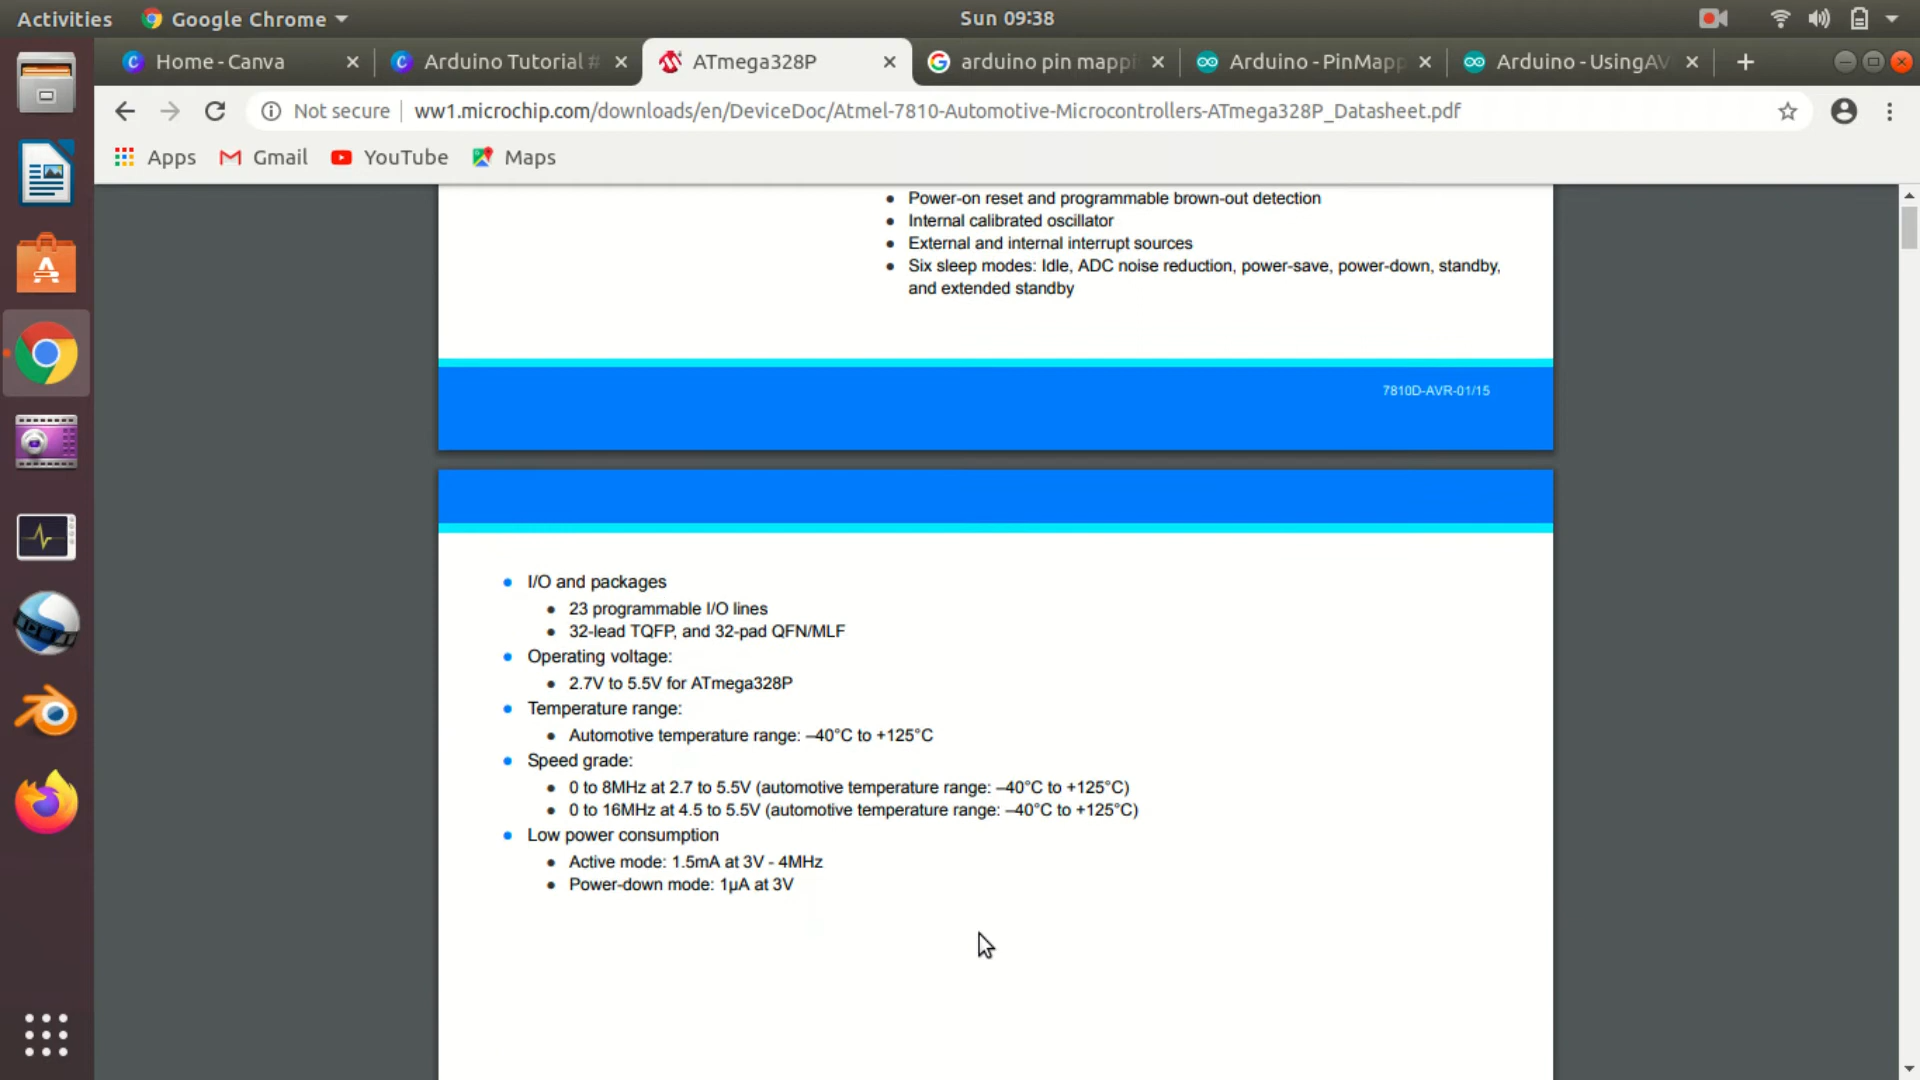 Activities
Google Chrome
Sun 09:38
Home - Canva
Arduino Tutorial #
ATmega328P
arduino pin mappi
Arduino - PinMapp
Arduino - UsingAV
Not secure
ww1.microchip.com/downloads/en/DeviceDoc/Atmel-7810-Automotive-Microcontrollers-ATmega328P_Datasheet.pdf
Apps
Gmail
YouTube
Maps
● Power-on reset and programmable brown-out detection
● Internal calibrated oscillator
● External and internal interrupt sources
● Six sleep modes: Idle, ADC noise reduction, power-save, power-down, standby,
and extended standby
7810D-AVR-01/15
● I/O and packages
● 23 programmable I/O lines
● 32-lead TQFP, and 32-pad QFN/MLF
● Operating voltage:
● 2.7V to 5.5V for ATmega328P
● Temperature range:
● Automotive temperature range: –40°C to +125°C
● Speed grade:
● 0 to 8MHz at 2.7 to 5.5V (automotive temperature range: –40°C to +125°C)
● 0 to 16MHz at 4.5 to 5.5V (automotive temperature range: –40°C to +125°C)
● Low power consumption
● Active mode: 1.5mA at 3V - 4MHz
● Power-down mode: 1µA at 3V